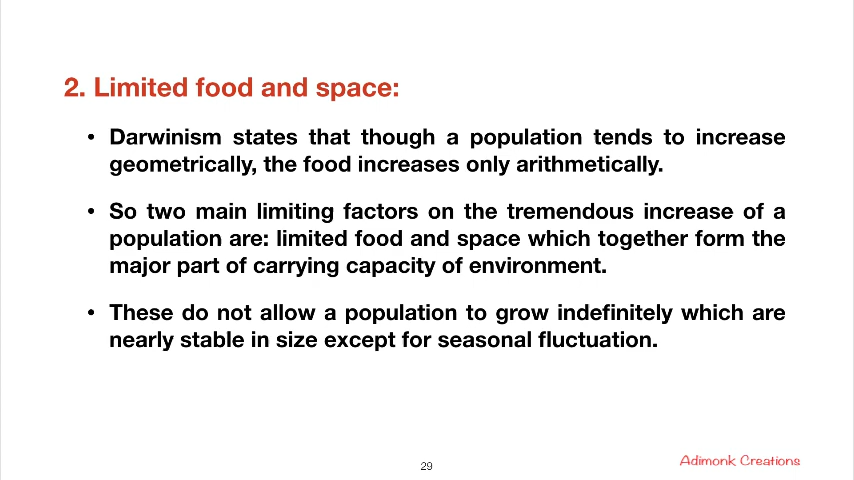 2. Limited food and space:
• Darwinism states that though a population tends to increase
geometrically, the food increases only arithmetically.
• So two main limiting factors on the tremendous increase of a
population are: limited food and space which together form the
major part of carrying capacity of environment.
• These do not allow a population to grow indefinitely which are
nearly stable in size except for seasonal fluctuation.
29
Adimonk Creations